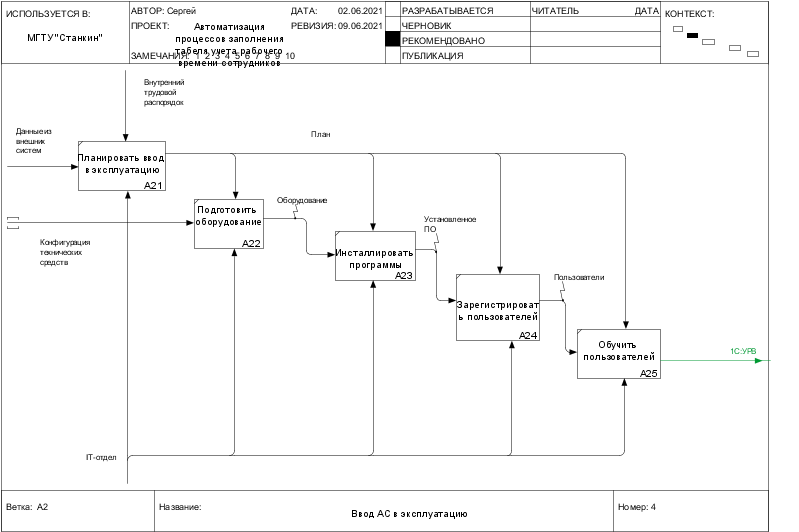 ИСПОЛЬЗУЕТСЯ В:
МГТУ"Станкин"
АВТОР: Сергей
ДАТА: 02.06.2021
ПРОЕКТ: Автоматизация
процессов заполнения
табеля учета рабочего
времени сотрудников
РЕВИЗИЯ: 09.06.2021
ЗАМЕЧАНИЯ: 1 2 3 4 5 6 7 8 9 10
РАЗРАБАТЫВАЕТСЯ
ЧЕРНОВИК
РЕКОМЕНДОВАНО
ПУБЛИКАЦИЯ
ЧИТАТЕЛЬ ДАТА
КОНТЕКСТ:
Внутренний
трудовой
распорядок
Данные из
внешник
систем
План
Планировать ввод
в эксплуатацию
A21
Подготовить
оборудование
A22
Оборудование
Конфигурация
технических
средств
Инсталлировать
программы
A23
Установленное
ПО
Зарегистрироват
ь пользователей
A24
Пользователи
Обучить
пользователей
A25
1С:УРВ
IT-отдел
Ветка: A2
Название:
Ввод АС в эксплуатацию
Номер: 4